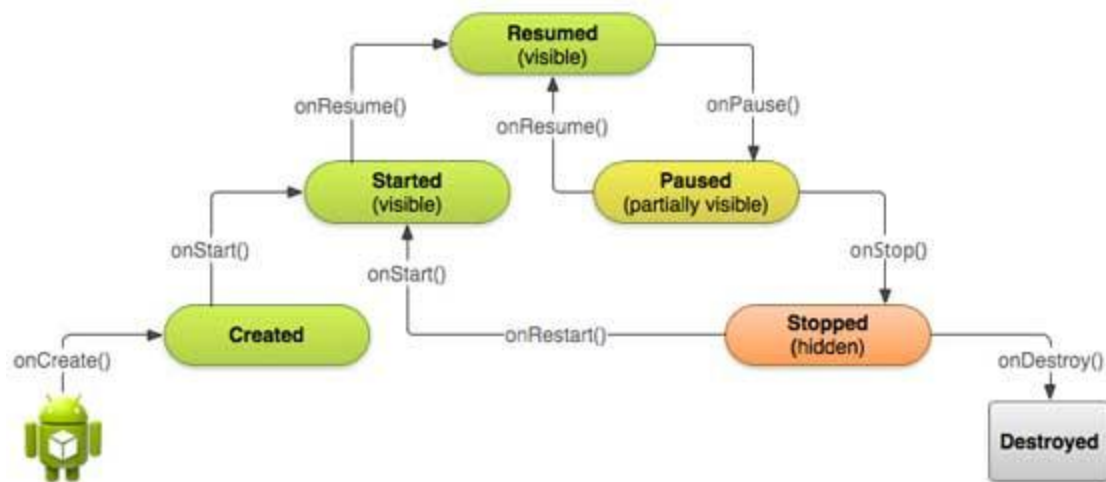 Resumed
(visible)
onResume()
onPause()
onResume()
Started
(visible)
Paused
(partially visible)
onStart()
onStop()
onStart()
Created
onRestart()
Stopped
(hidden)
onCreate()
onDestroy()
Destroyed